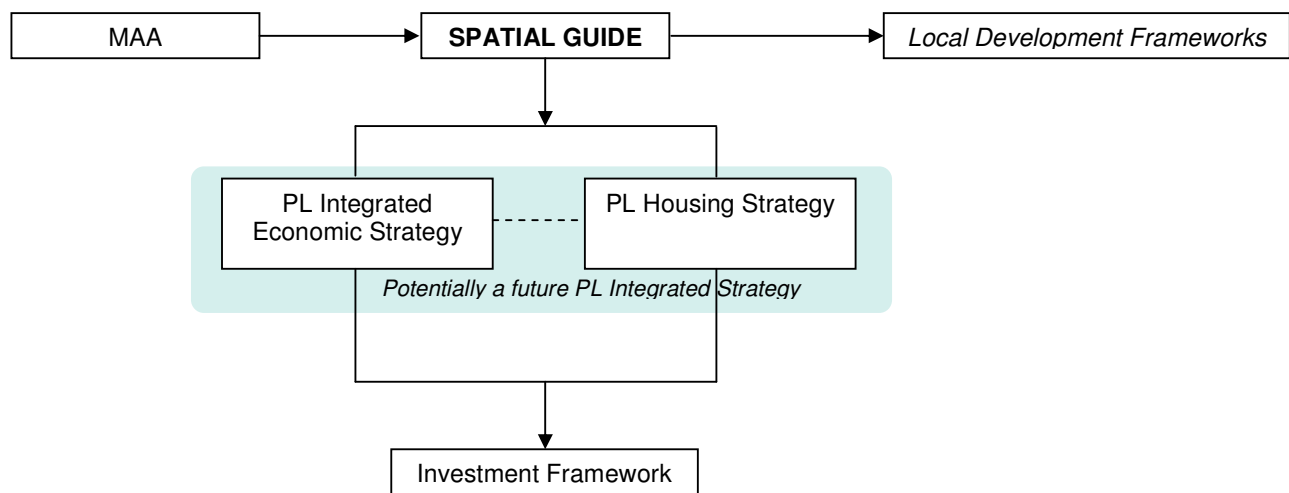 MAA
SPATIAL GUIDE
Local Development Frameworks
PL Integrated
Economic Strategy
PL Housing Strategy
Potentially a future PL Integrated Strategy
Investment Framework